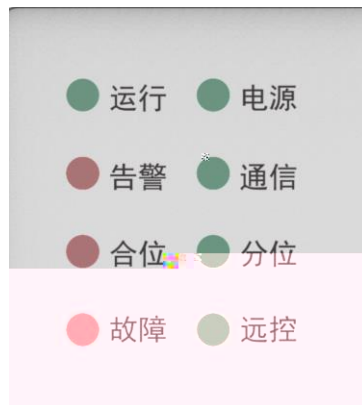 运行 电源
告警 通信
合位 分位
故障 远控